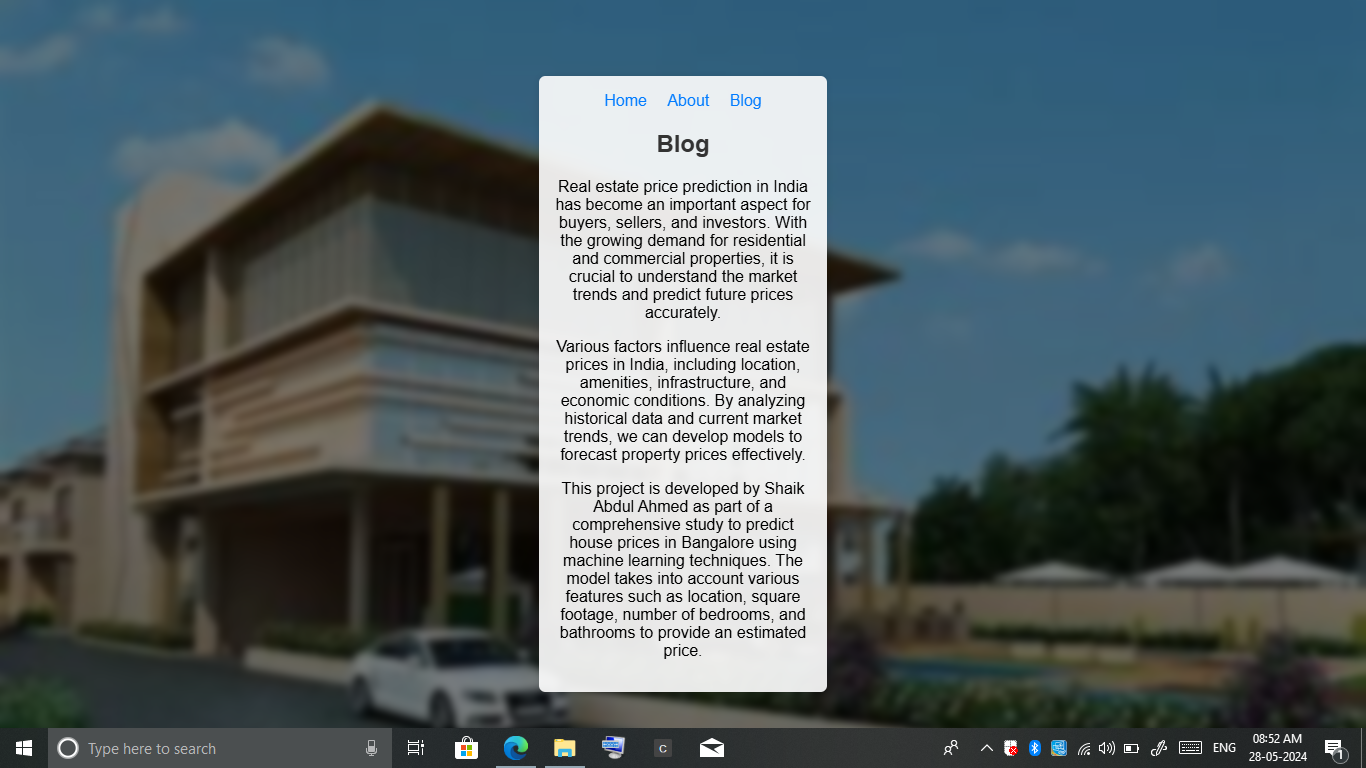 Home About Blog
Blog
Real estate price prediction in India
has become an important aspect for
buyers, sellers, and investors. With
the growing demand for residential
and commercial properties, it is
crucial to understand the market
trends and predict future prices
accurately.
Various factors influence real estate
prices in India, including location,
amenities, infrastructure, and
economic conditions. By analyzing
historical data and current market
trends, we can develop models to
forecast property prices effectively.
This project is developed by Shaik
Abdul Ahmed as part of a
comprehensive study to predict
house prices in Bangalore using
machine learning techniques. The
model takes into account various
features such as location, square
footage, number of bedrooms, and
bathrooms to provide an estimated
price.
Type here to search
C
ENG
08:52 AM
28-05-2024
1